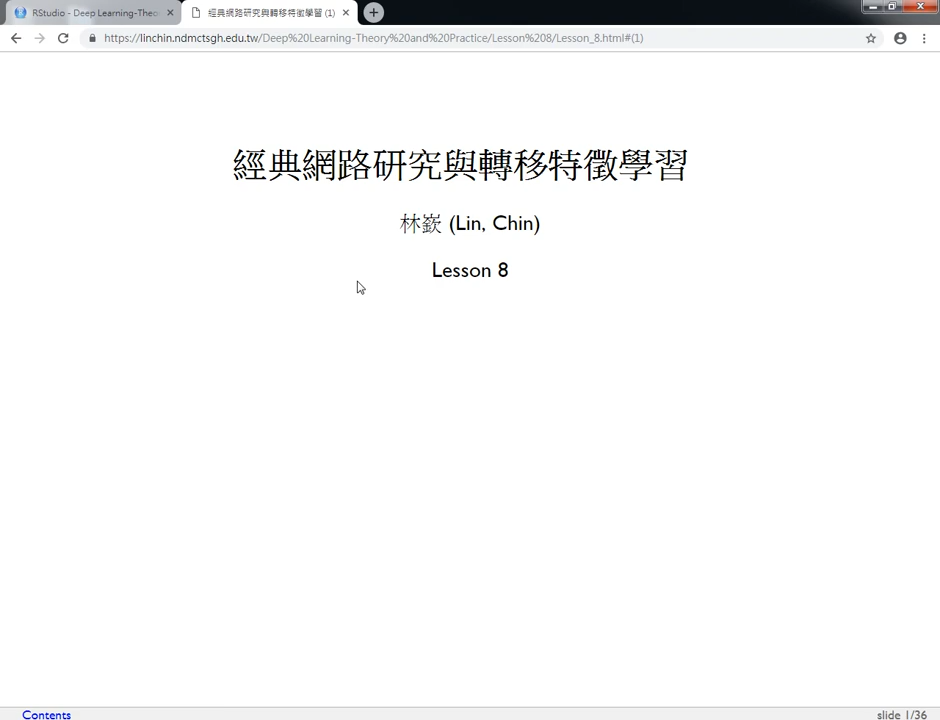 RStudio - Deep Learning-Theo
經典網路研究與轉移特徵學習 (1)
https://linchin.ndmctsgh.edu.tw/Deep%20Learning-Theory%20and%20Practice/Lesson%208/Lesson_8.html#(1)
經典網路研究與轉移特徵學習
林嶔 (Lin, Chin)
Lesson 8
Contents
slide 1/36